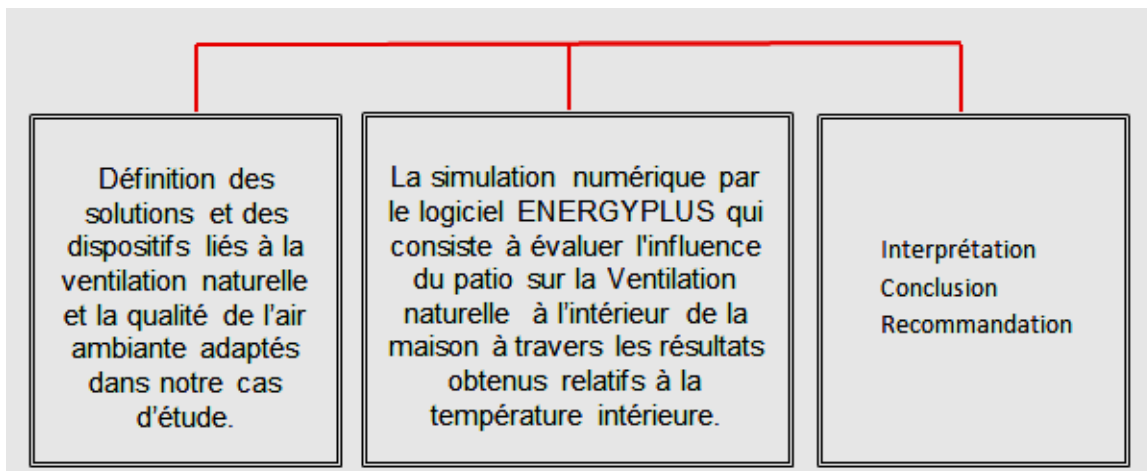 Définition des
solutions et des
dispositifs liés à la
ventilation naturelle
et la qualité de l'air
ambiante adaptés
dans notre cas
d'étude.
La simulation numérique par
le logiciel ENERGYPLUS qui
consiste à évaluer l'influence
du patio sur la Ventilation
naturelle à l'intérieur de la
maison à travers les résultats
obtenus relatifs à la
température intérieure.
Interprétation
Conclusion
Recommandation